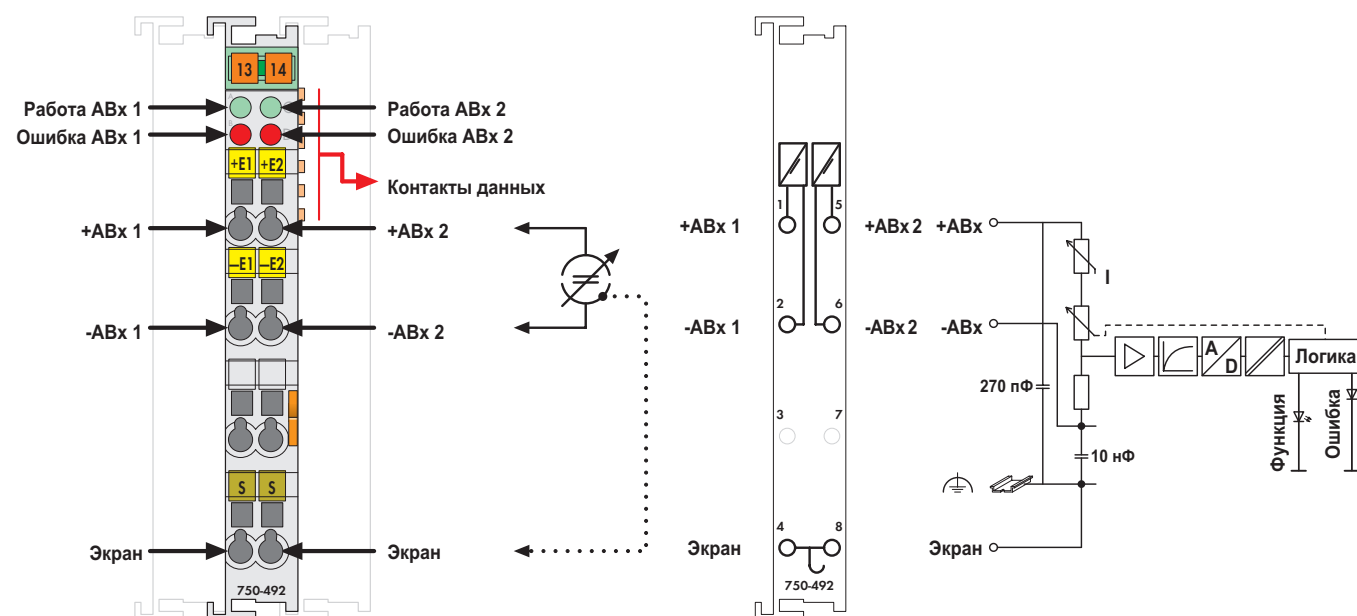 13 14
Работа АВх 1
Работа АВх 2
Ошибка АВх 1
Ошибка АВх 2
+E1 +E2
Контакты данных
+АВх 1
+АВх 2
–E1 –E2
-АВх 1
-АВх 2
S S
Экран
Экран
750-492
1 5
+АВх 1
+АВх 2
2 6
-АВх 1
-АВх 2
3 7
4 8
Экран
750-492
+АВх
I
-АВх
A
D
Логика
270 пФ
Функция
Ошибка
10 нФ
Экран